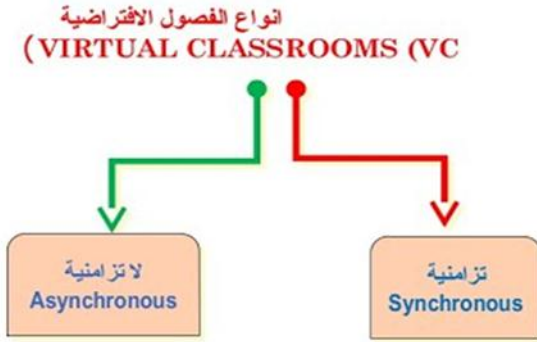 انواع الفصول الافتراضية
(VIRTUAL CLASSROOMS (VC
لا تزامنية
Asynchronous
تزامنية
Synchronous